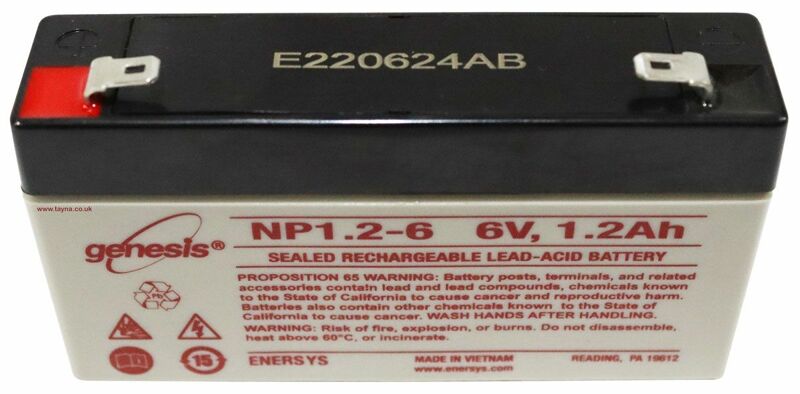 E220624AB
www.tayna.co.uk
genesis®
NP1.2-6 6V, 1.2Ah
SEALED RECHARGEABLE LEAD-ACID BATTERY
PROPOSITION 65 WARNING: Battery posts, terminals, and related
accessories contain lead and lead compounds, chemicals known
to the State of California to cause cancer and reproductive harm.
Batteries also contain other chemicals known to the State of
California to cause cancer. WASH HANDS AFTER HANDLING.
Pb
WARNING: Risk of fire, explosion, or burns. Do not disassemble,
heat above 60°C, or incinerate.
15
ENERSYS MADE IN VIETNAM READING, PA 19612
www.enersys.com